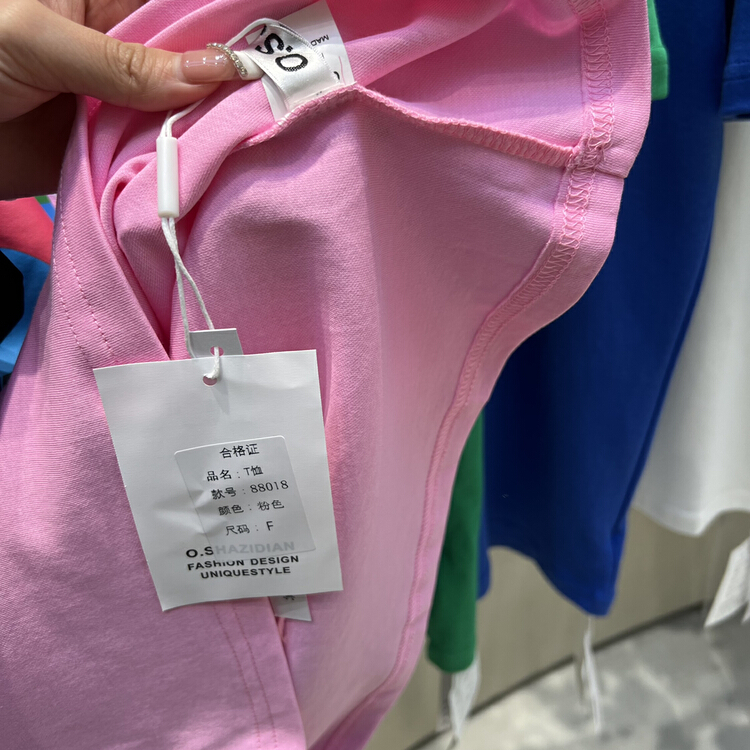 O.S
MAD
合格证
品名：T恤
款号：88018
颜色：粉色
尺码：F
O.SHAZIDIAN
FASHION DESIGN
UNIQUESTYLE